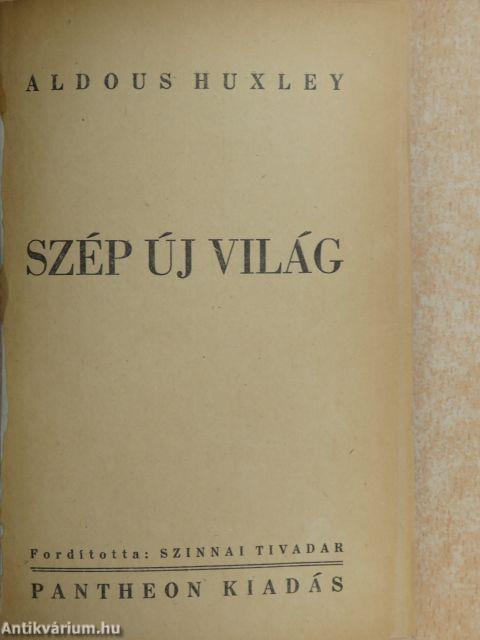 ALDOUS HUXLEY
SZÉP ÚJ VILÁG
Fordította: SZINNAI TIVADAR
PANTHEON KIADÁS
Antikvárium.hu